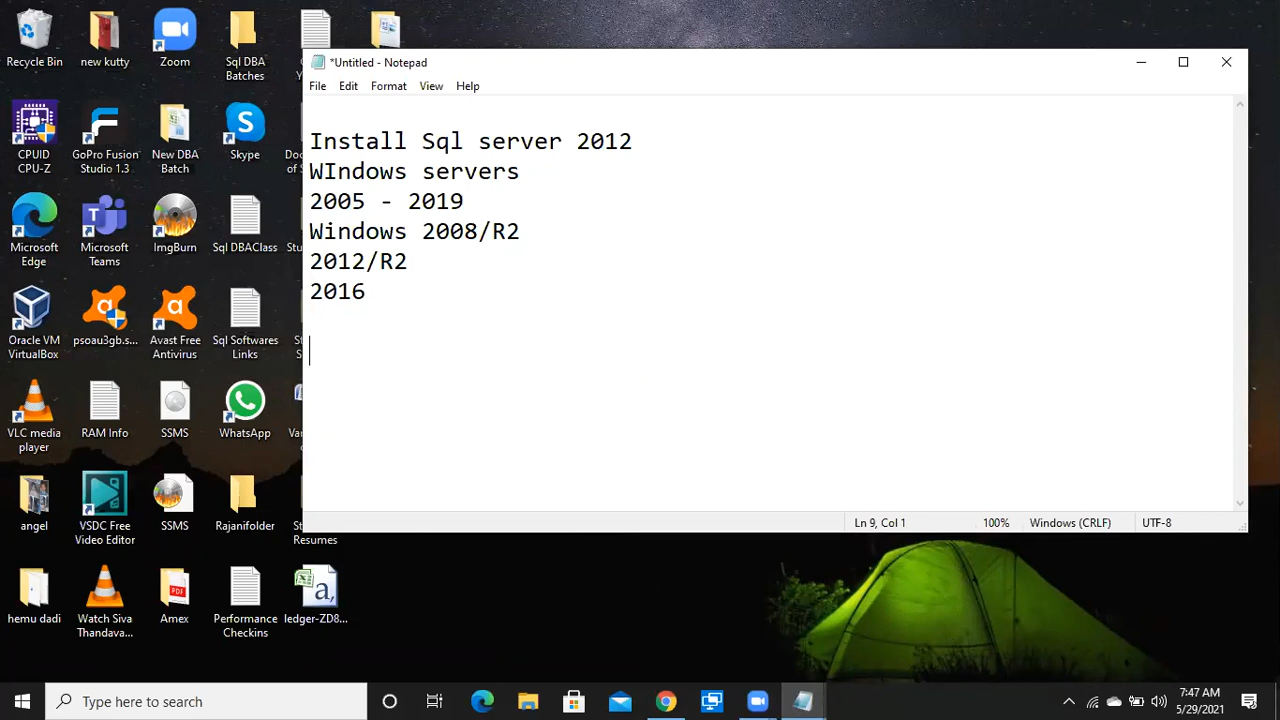 *Untitled - Notepad
File Edit Format View Help
Install Sql server 2012
WIndows servers
2005 - 2019
Windows 2008/R2
2012/R2
2016
Ln 9, Col 1 100% Windows (CRLF) UTF-8
Recycle Bin
new kutty
Zoom
Sql DBA
Batches
CPUID
CPU-Z
GoPro Fusion
Studio 1.3
New DBA
Batch
Skype
Microsoft
Edge
Microsoft
Teams
ImgBurn
Sql DBAClass
Oracle VM
VirtualBox
psoau3gb.s...
Avast Free
Antivirus
Sql Softwares
Links
VLC media
player
RAM Info
SSMS
WhatsApp
angel
VSDC Free
Video Editor
SSMS
Rajanifolder
Resumes
hemu dadi
Watch Siva
Thandava...
Amex
Performance
Checkins
ledger-ZD8...
Type here to search
7:47 AM
5/29/2021